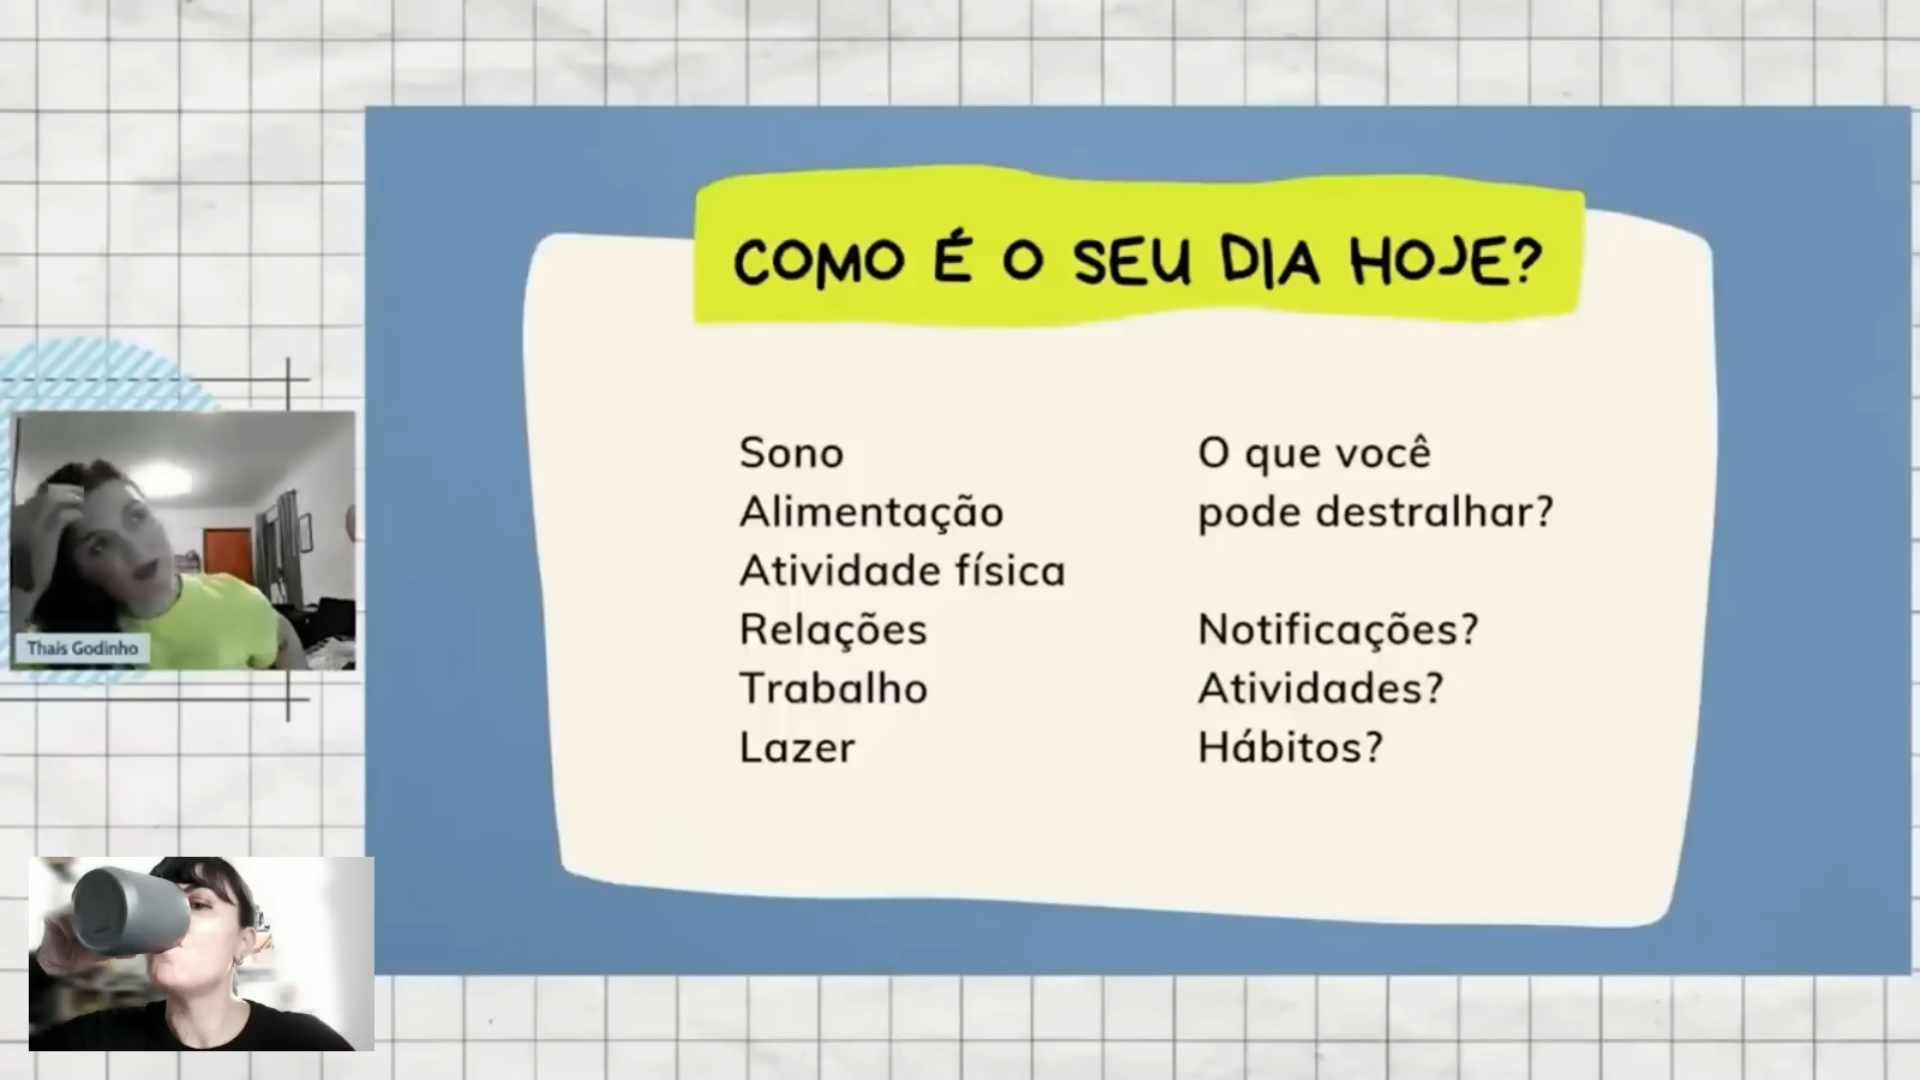 COMO É O SEU DIA HOJE?
Sono
Alimentação
Atividade física
Relações
Trabalho
Lazer
O que você
pode destralhar?
Notificações?
Atividades?
Hábitos?
Thais Godinho